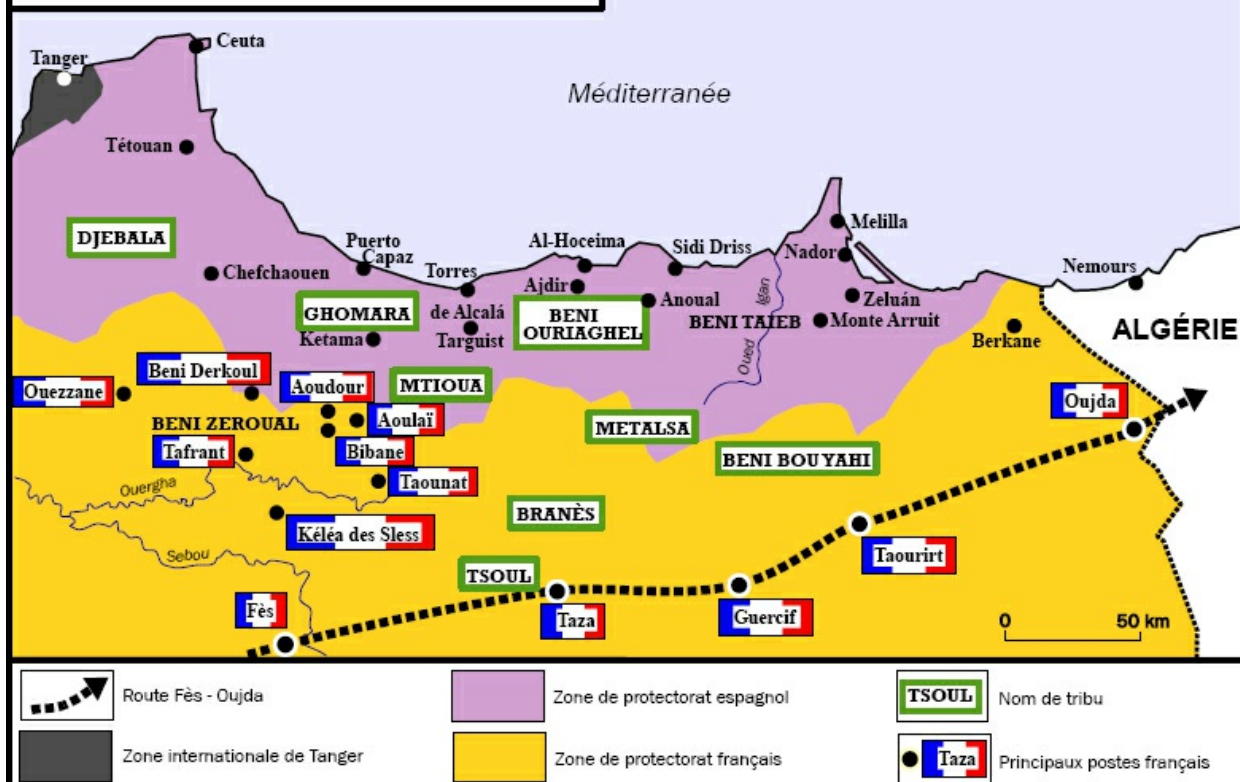 Ceuta
Tanger
Méditerranée
Tétouan
Melilla
DJEBALA
Puerto
Capaz
Al-Hoceima
Sidi Driss
Nador
Chefchaouen
Torres
de Alcalá
Nemours
Ajdir
Anoual
Oued Igan
Zeluán
GHOMARA
BENI
OURIAGHEL
BENI TAIEB
Monte Arruit
ALGÉRIE
Ketama
Targuist
Berkane
Beni Derkoul
Ouezzane
Aoudour
MTIOUA
Oujda
BENI ZEROUAL
Aoulaï
METALSA
Tafrant
Bibane
BENI BOUYAHI
Ouergha
Taounat
BRANÈS
Kéléa des Sless
Sebou
Taourirt
TSOUL
Fès
Taza
Guercif
0 50 km
Route Fès - Oujda
Zone de protectorat espagnol
TSOUL
Nom de tribu
Zone internationale de Tanger
Zone de protectorat français
Taza
Principaux postes français